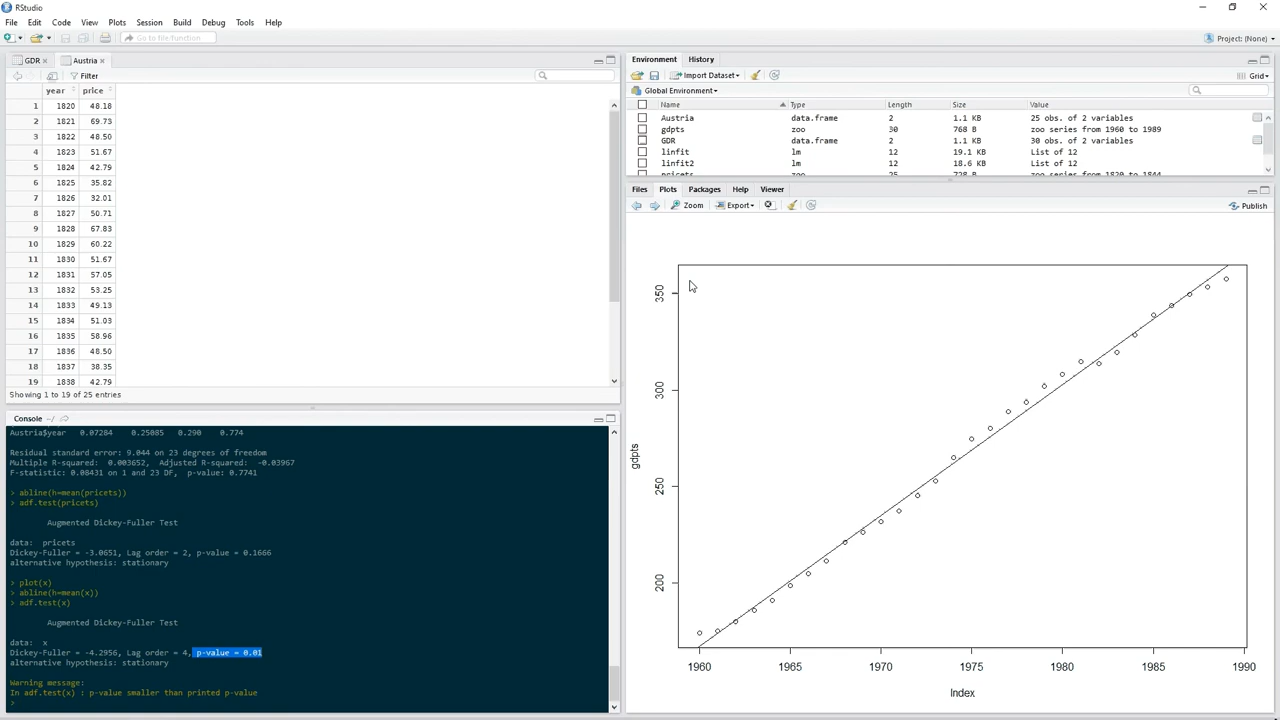 RStudio
File Edit Code View Plots Session Build Debug Tools Help
Go to file/function
Project: (None)
GDR
Austria
Filter
year price
1 1820 48.18
2 1821 69.73
3 1822 48.50
4 1823 51.67
5 1824 42.79
6 1825 35.82
7 1826 32.01
8 1827 50.71
9 1828 67.83
10 1829 60.22
11 1830 51.67
12 1831 57.05
13 1832 53.25
14 1833 49.13
15 1834 51.03
16 1835 58.96
17 1836 48.50
18 1837 38.35
19 1838 42.79
Showing 1 to 19 of 25 entries
Console ~/
Austria$year 0.07284 0.25085 0.290 0.774
Residual standard error: 9.044 on 23 degrees of freedom
Multiple R-squared: 0.003652, Adjusted R-squared: -0.03967
F-statistic: 0.08431 on 1 and 23 DF, p-value: 0.7741
> abline(h=mean(pricets))
> adf.test(pricets)
Augmented Dickey-Fuller Test
data: pricets
Dickey-Fuller = -3.0651, Lag order = 2, p-value = 0.1666
alternative hypothesis: stationary
> plot(x)
> abline(h=mean(x))
> adf.test(x)
Augmented Dickey-Fuller Test
data: x
Dickey-Fuller = -4.2956, Lag order = 4, p-value = 0.01
alternative hypothesis: stationary
Warning message:
In adf.test(x) : p-value smaller than printed p-value
>
Environment History
Import Dataset
Grid
Global Environment
Name Type Length Size Value
Austria data.frame 2 1.1 KB 25 obs. of 2 variables
gdpts zoo 30 768 B zoo series from 1960 to 1989
GDR data.frame 2 1.1 KB 30 obs. of 2 variables
linfit lm 12 19.1 KB List of 12
linfit2 lm 12 18.6 KB List of 12
pricets zoo 25 728 B zoo series from 1820 to 1844
Files Plots Packages Help Viewer
Zoom Export Publish
gdpts
350
300
250
200
1960 1965 1970 1975 1980 1985 1990
Index